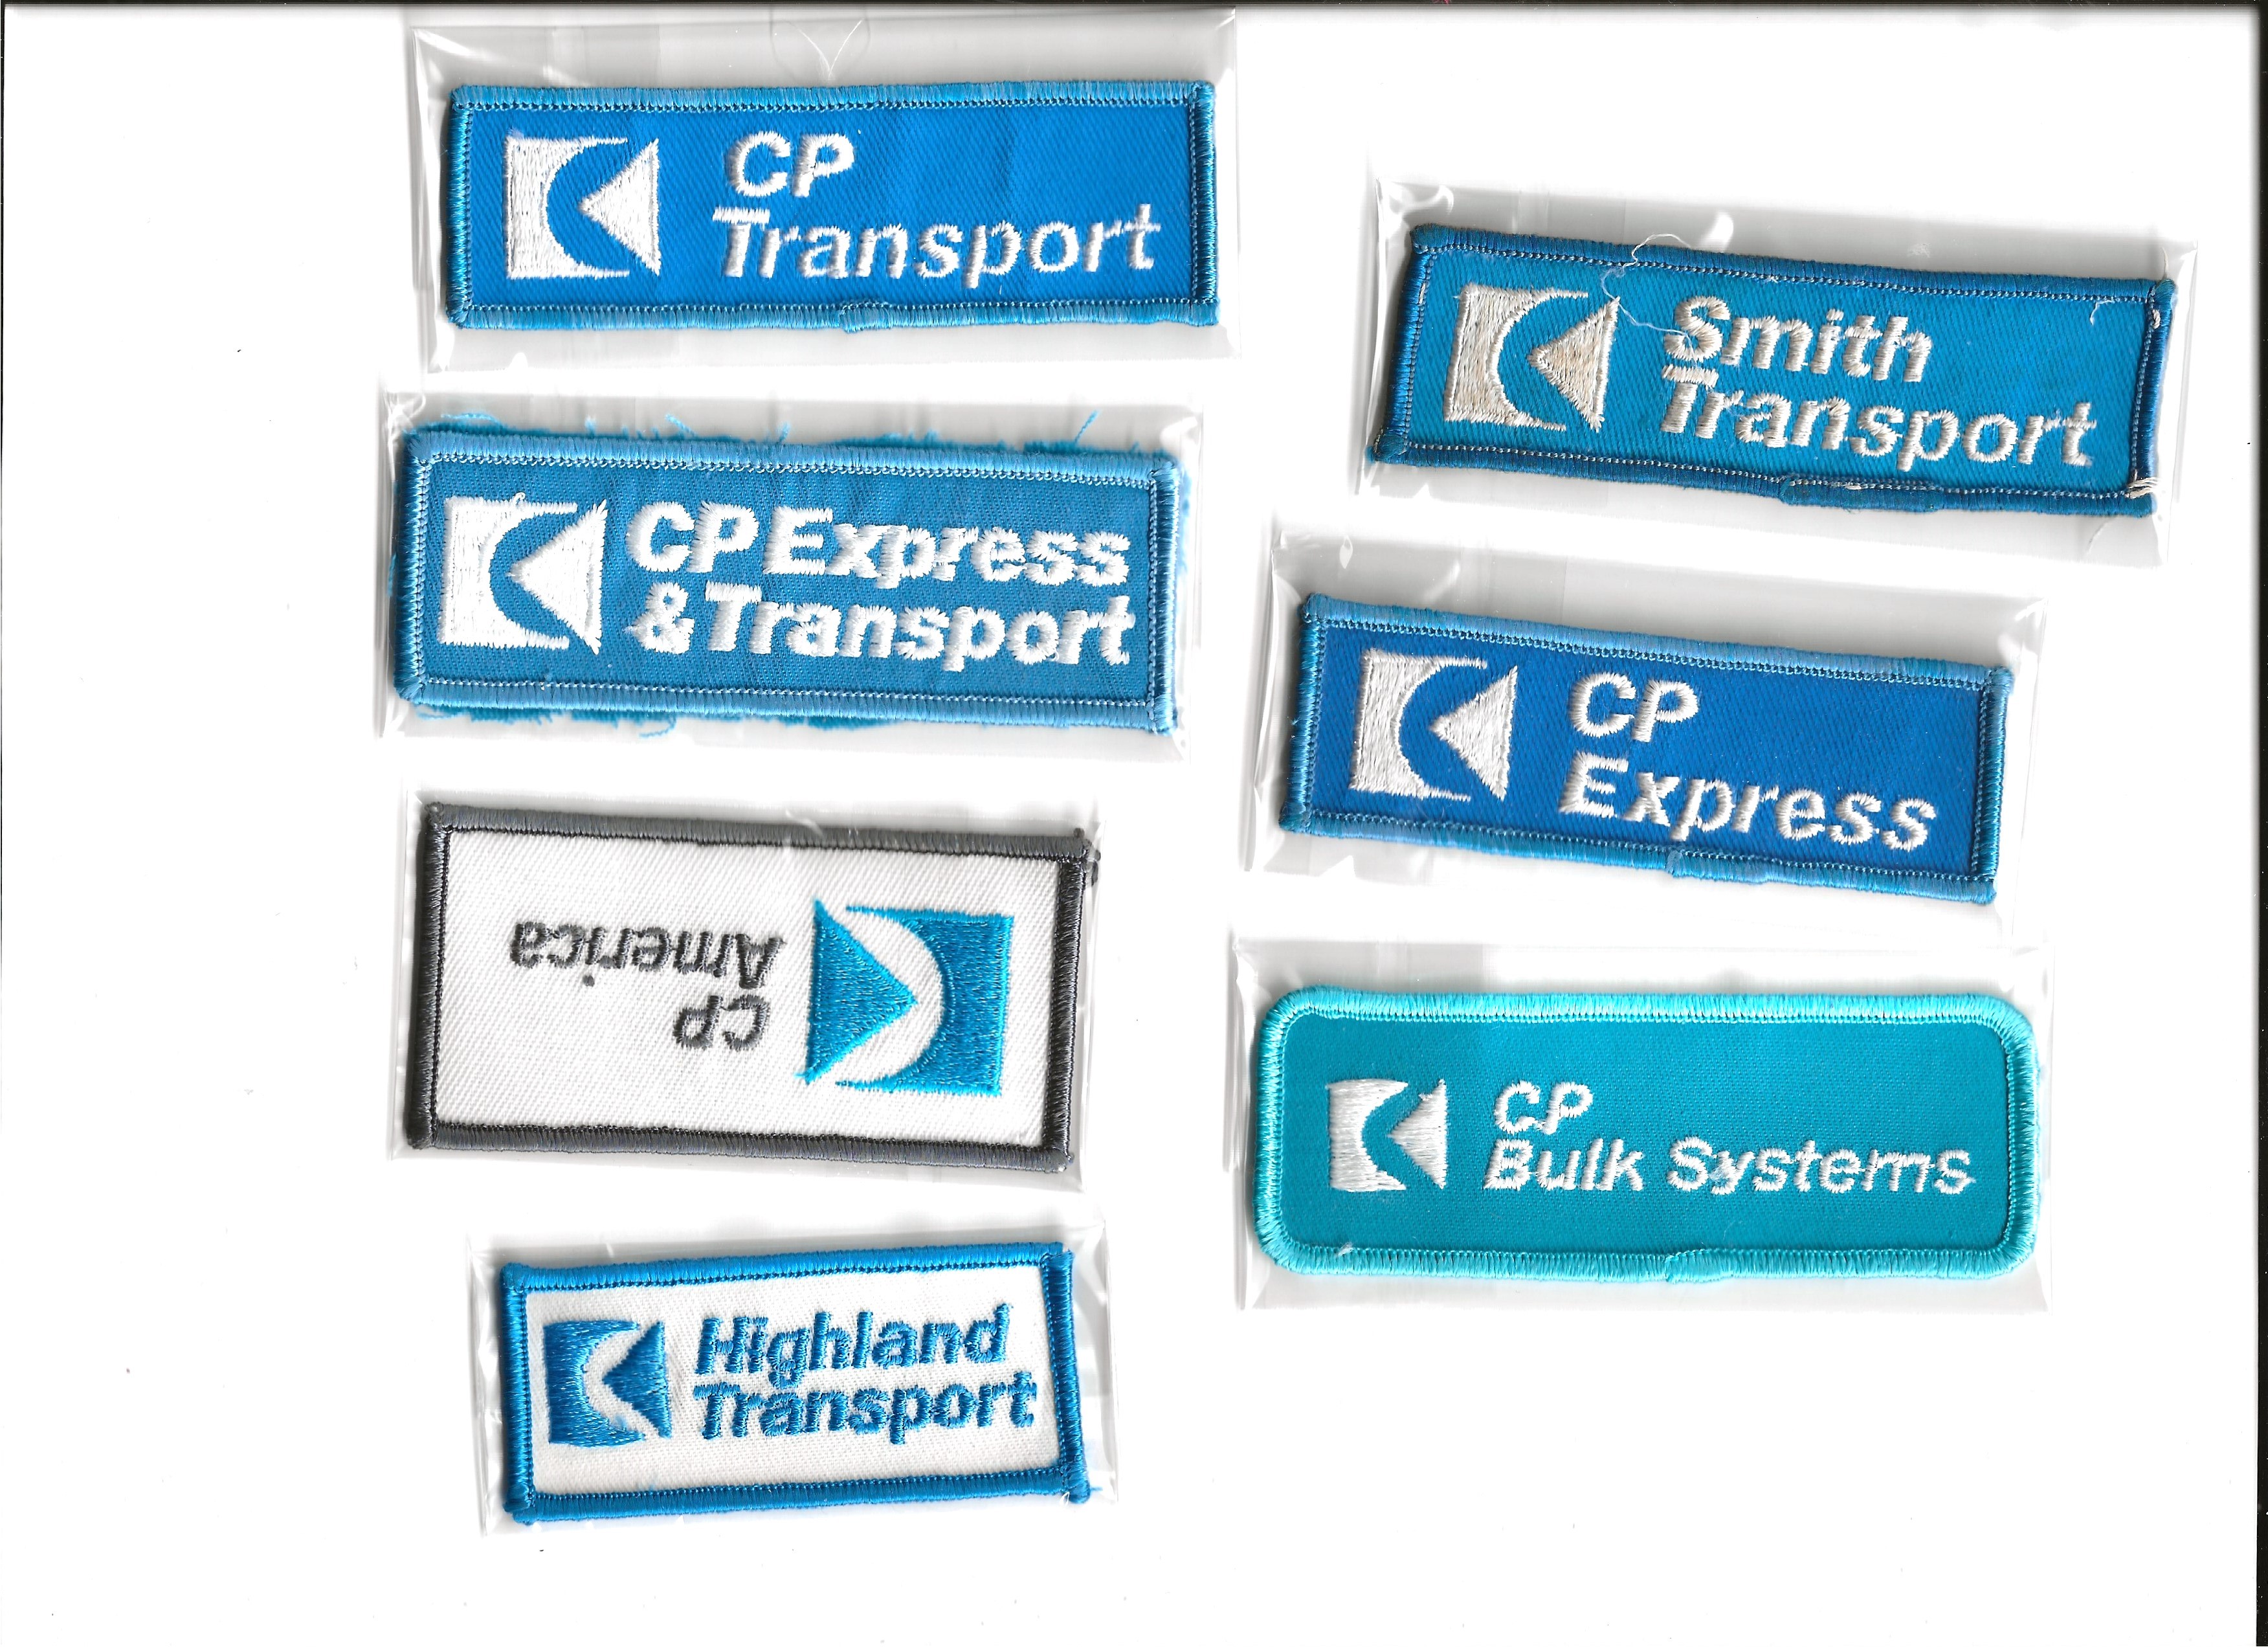 CP
Transport
Smith
Transport
CP Express
& Transport
CP
Express
CP
America
CP
Bulk Systems
Highland
Transport